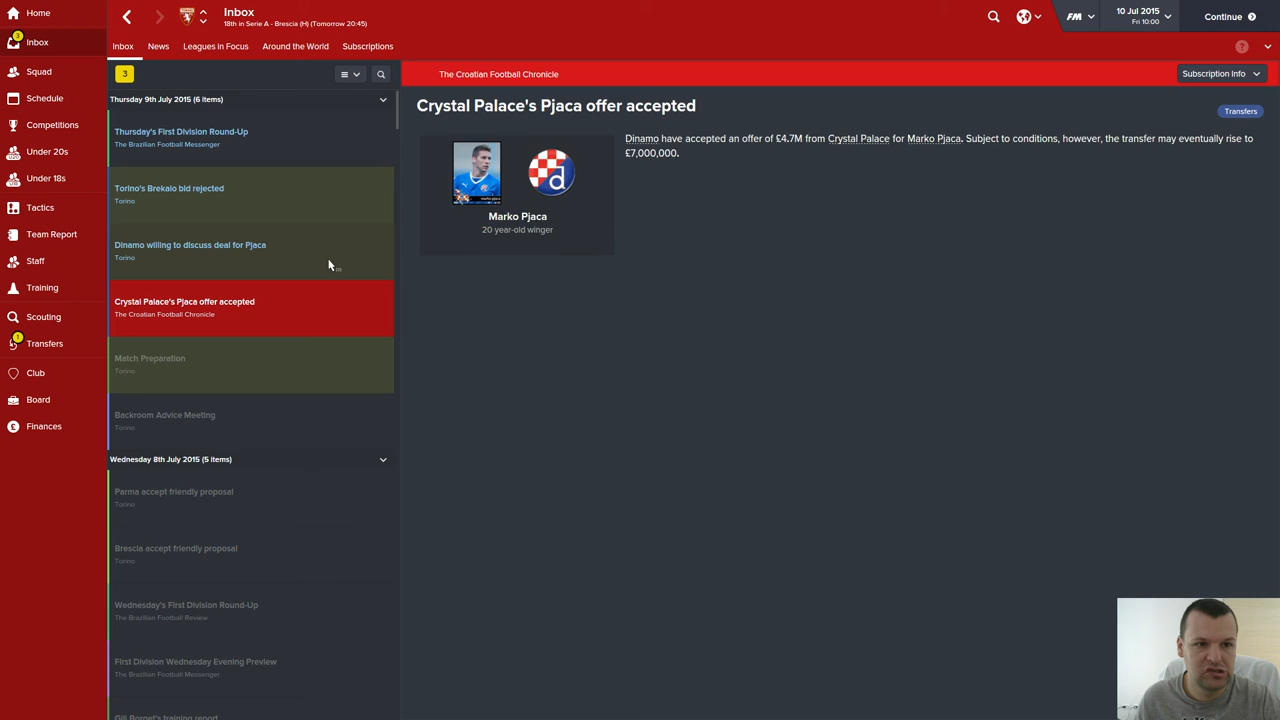 Home
3
Inbox
Squad
Schedule
Competitions
Under 20s
Under 18s
Tactics
Team Report
Staff
Training
Scouting
1
Transfers
Club
Board
Finances
Inbox
18th in Serie A - Brescia (H) (Tomorrow 20:45)
FM
10 Jul 2015
Fri 10:00
Continue
Inbox News Leagues in Focus Around the World Subscriptions
?
3
Thursday 9th July 2015 (6 items)
Thursday's First Division Round-Up
The Brazilian Football Messenger
Torino's Brekalo bid rejected
Torino
Dinamo willing to discuss deal for Pjaca
Torino
Crystal Palace's Pjaca offer accepted
The Croatian Football Chronicle
Match Preparation
Torino
Backroom Advice Meeting
Torino
Wednesday 8th July 2015 (5 items)
Parma accept friendly proposal
Torino
Brescia accept friendly proposal
Torino
Wednesday's First Division Round-Up
The Brazilian Football Review
First Division Wednesday Evening Preview
The Brazilian Football Messenger
training report
The Croatian Football Chronicle
Subscription Info
Crystal Palace's Pjaca offer accepted
Transfers
Marko Pjaca
20 year-old winger
Dinamo have accepted an offer of £4.7M from Crystal Palace for Marko Pjaca. Subject to conditions, however, the transfer may eventually rise to
£7,000,000.